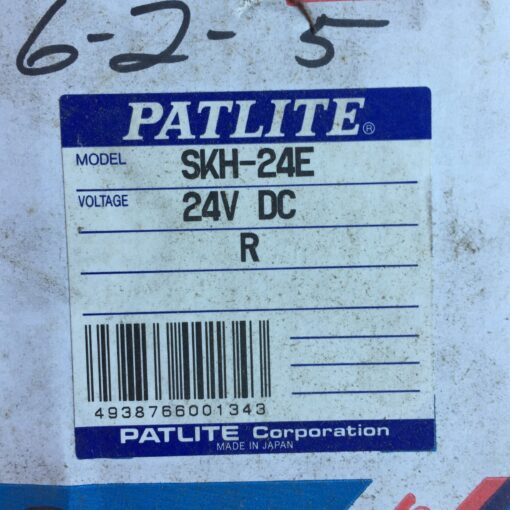 6-2-5
PATLITE®
MODEL SKH-24E
VOLTAGE 24V DC
R
4938766001343
PATLITE Corporation
MADE IN JAPAN